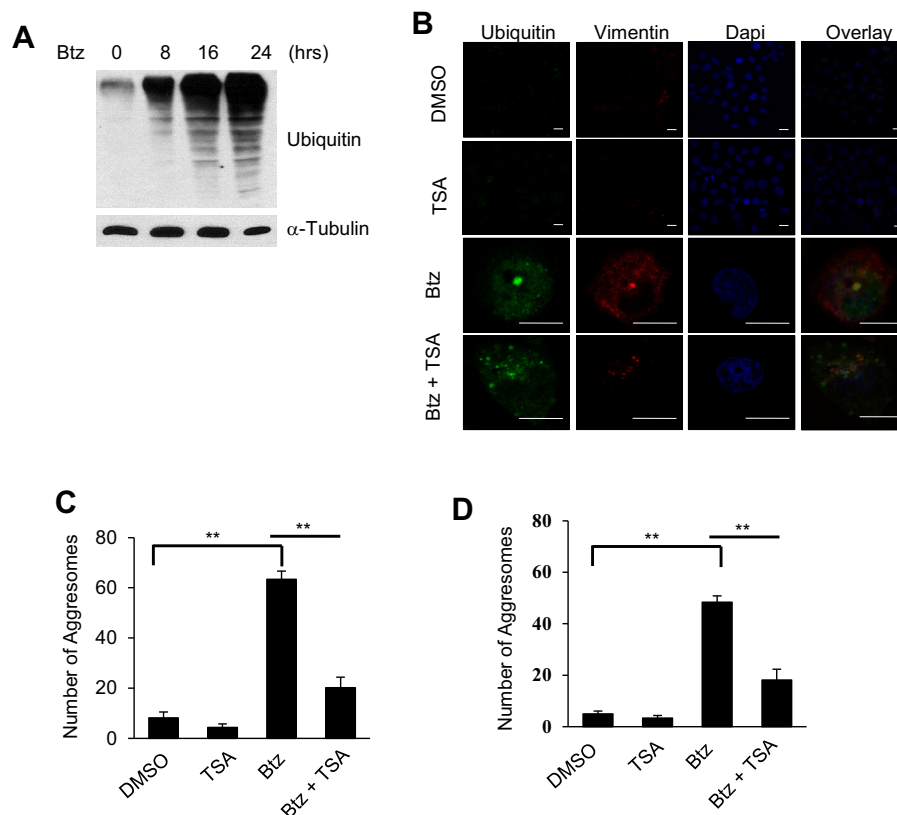 A
Btz 0 8 16 24 (hrs)
Ubiquitin
α-Tubulin
B
Ubiquitin Vimentin Dapi Overlay
DMSO
TSA
Btz
Btz + TSA
C
Number of Aggresomes
80
60
40
20
0
** **
DMSO TSA Btz Btz + TSA
D
Number of Aggresomes
80
60
40
20
0
** **
DMSO TSA Btz Btz + TSA